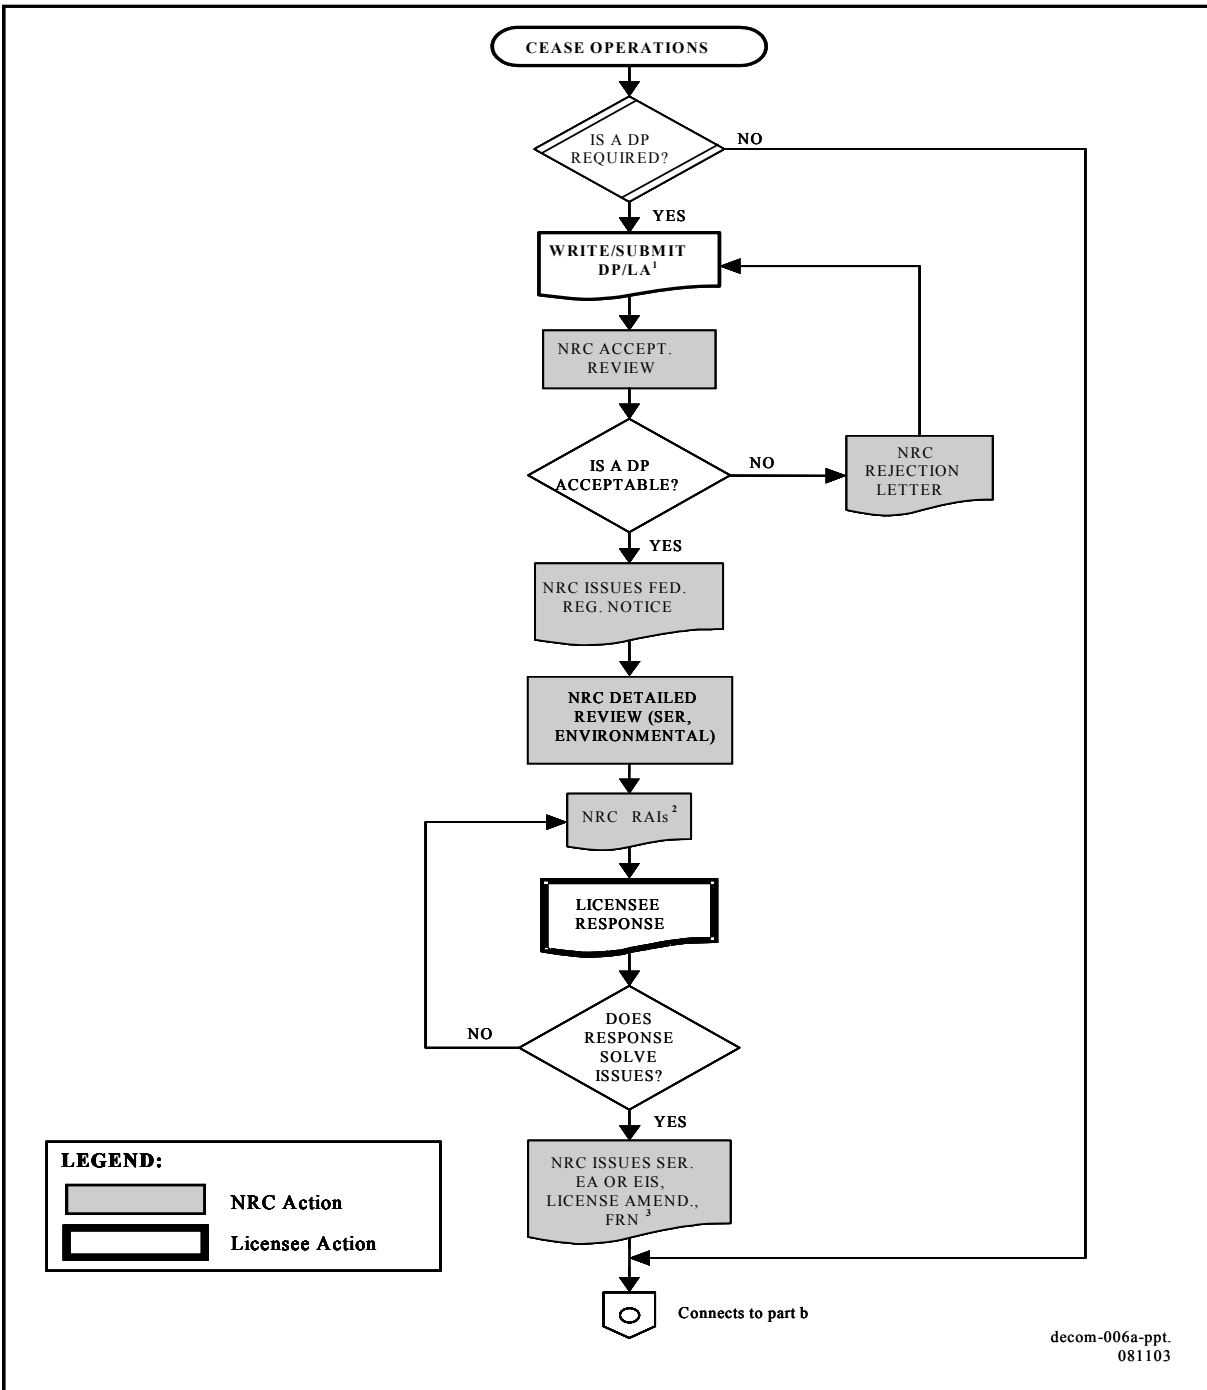 CEASE OPERATIONS
IS A DP
REQUIRED?
NO
YES
WRITE/SUBMIT
DP/LA¹
NRC ACCEPT.
REVIEW
IS A DP
ACCEPTABLE?
NO
NRC
REJECTION
LETTER
YES
NRC ISSUES FED.
REG. NOTICE
NRC DETAILED
REVIEW (SER,
ENVIRONMENTAL)
NRC RAIs²
LICENSEE
RESPONSE
DOES
RESPONSE
SOLVE
ISSUES?
NO
YES
NRC ISSUES SER.
EA OR EIS,
LICENSE AMEND.,
FRN³
LEGEND:
NRC Action
Licensee Action
Connects to part b
decom-006a-ppt.
081103